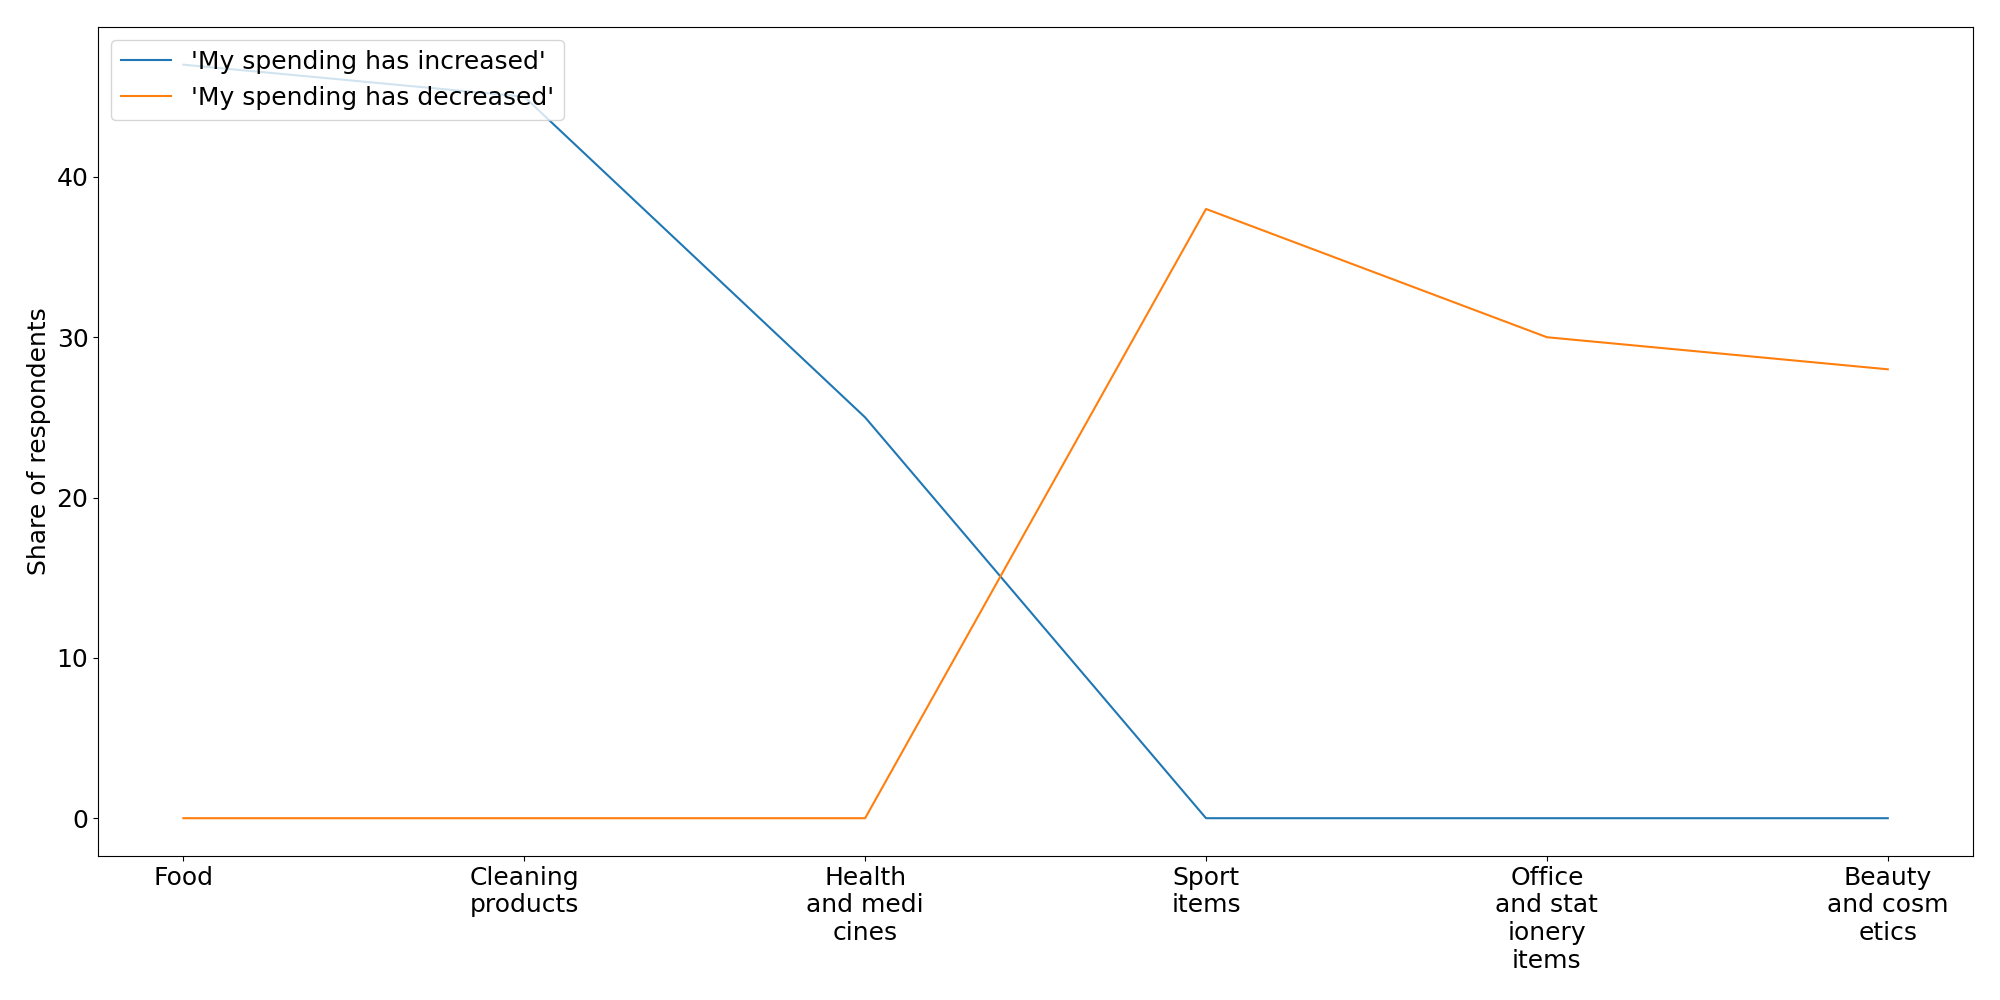 'My spending has increased'
'My spending has decreased'
Share of respondents
40
30
20
10
0
Food
Cleaning
products
Health
and medi
cines
Sport
items
Office
and stat
ionery
items
Beauty
and cosm
etics